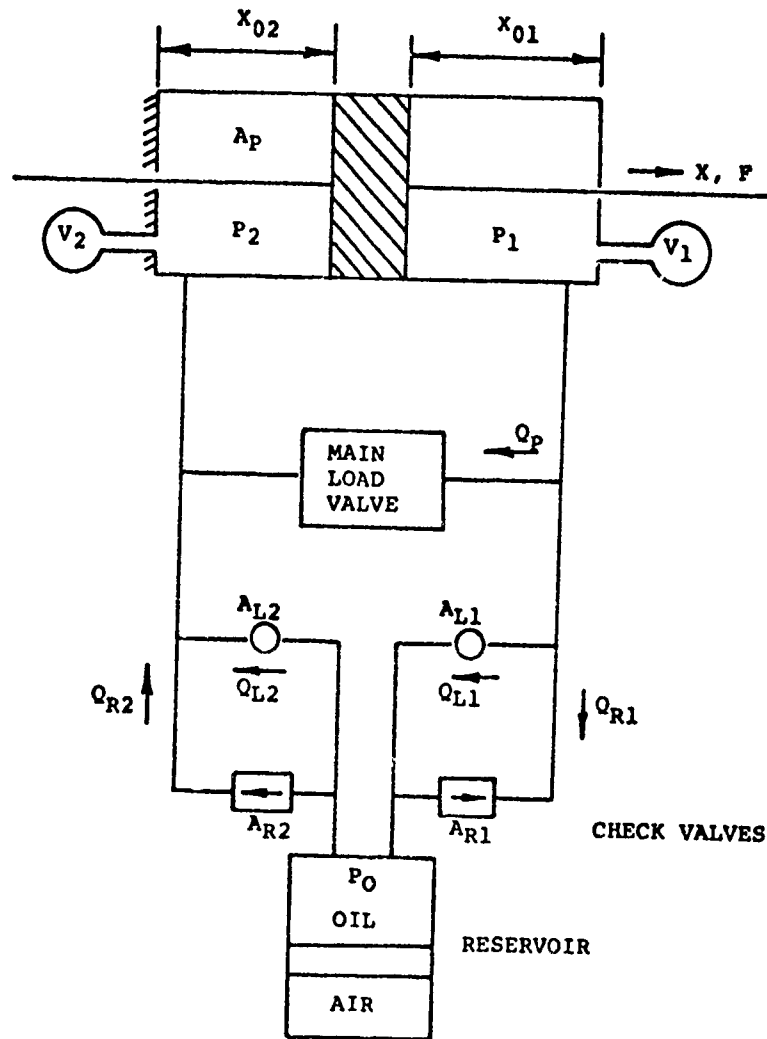 X02
X01
AP
X, F
V2
P2
P1
V1
QP
MAIN
LOAD
VALVE
AL2
AL1
QL2
QL1
QR2
QR1
AR2
AR1
CHECK VALVES
PO
OIL
RESERVOIR
AIR